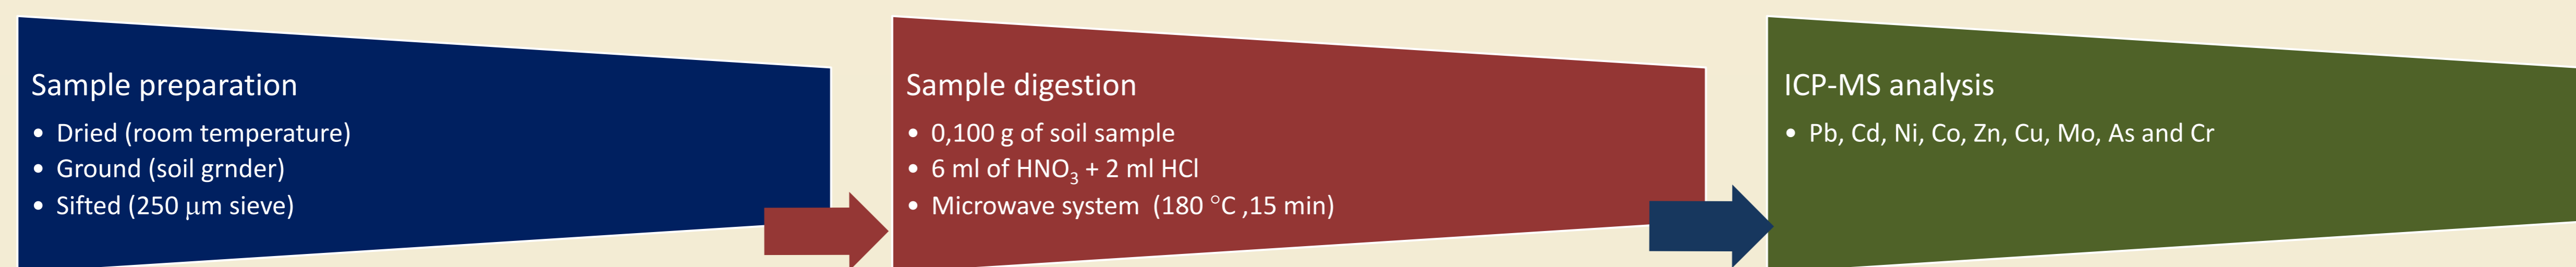 Sample preparation
• Dried (room temperature)
• Ground (soil grnder)
• Sifted (250 μm sieve)
Sample digestion
• 0,100 g of soil sample
• 6 ml of HNO₃ + 2 ml HCl
• Microwave system  (180 °C ,15 min)
ICP-MS analysis
• Pb, Cd, Ni, Co, Zn, Cu, Mo, As and Cr